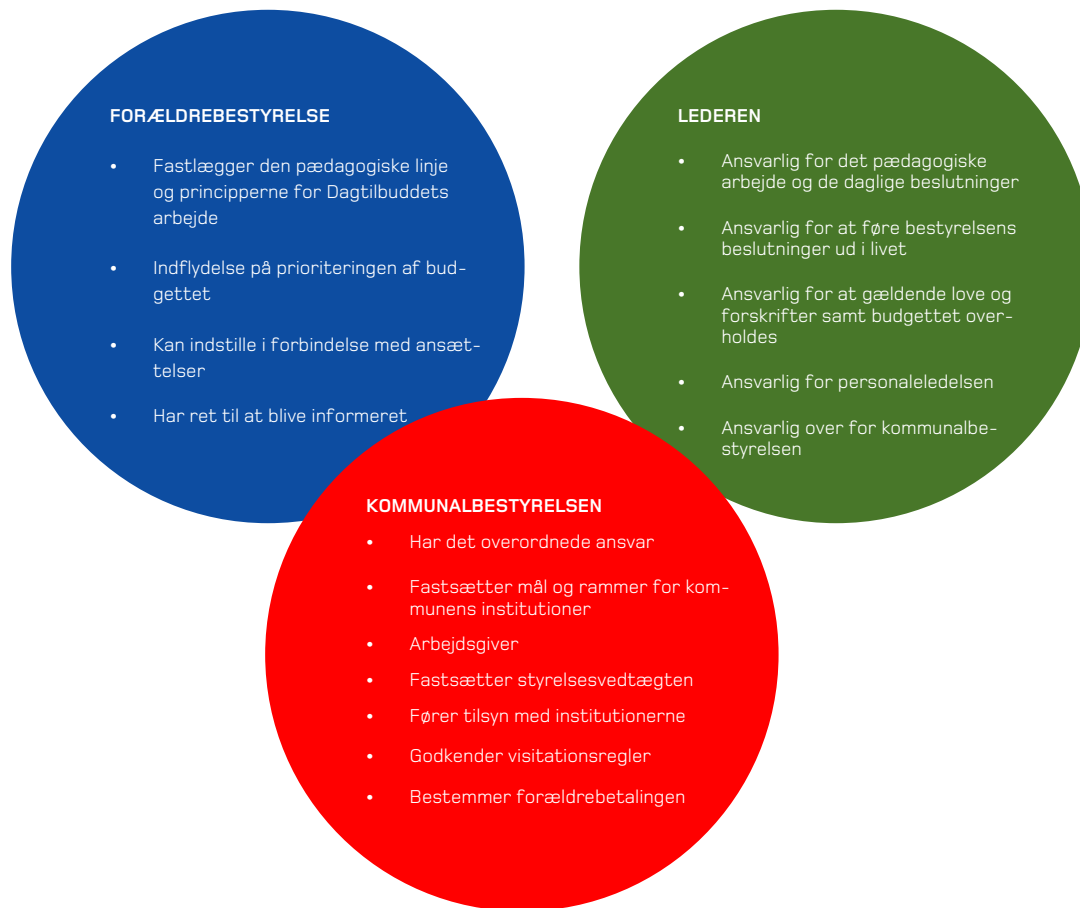 FORÆLDREBESTYRELSE
• Fastlægger den pædagogiske linje
og principperne for Dagtilbuddets
arbejde
• Indflydelse på prioriteringen af bud-
gettet
• Kan indstille i forbindelse med ansæt-
telser
• Har ret til at blive informeret
LEDEREN
• Ansvarlig for det pædagogiske
arbejde og de daglige beslutninger
• Ansvarlig for at føre bestyrelsens
beslutninger ud i livet
• Ansvarlig for at gældende love og
forskrifter samt budgettet over-
holdes
• Ansvarlig for personaleledelsen
• Ansvarlig over for kommunalbe-
styrelsen
KOMMUNALBESTYRELSEN
• Har det overordnede ansvar
• Fastsætter mål og rammer for kom-
munens institutioner
• Arbejdsgiver
• Fastsætter styrelsesvedtægten
• Fører tilsyn med institutionerne
• Godkender visitationsregler
• Bestemmer forældrebetalingen